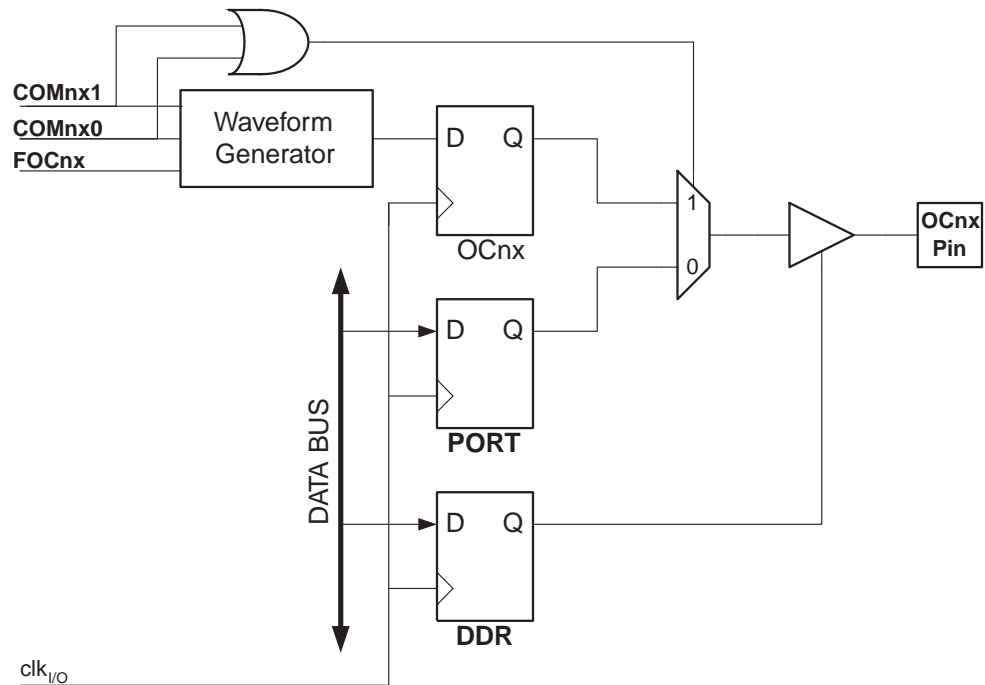 COMnx1
COMnx0
FOCnx
Waveform
Generator
D Q
OCnx
1
0
OCnx
Pin
D Q
PORT
DATA BUS
D Q
DDR
clkI/O